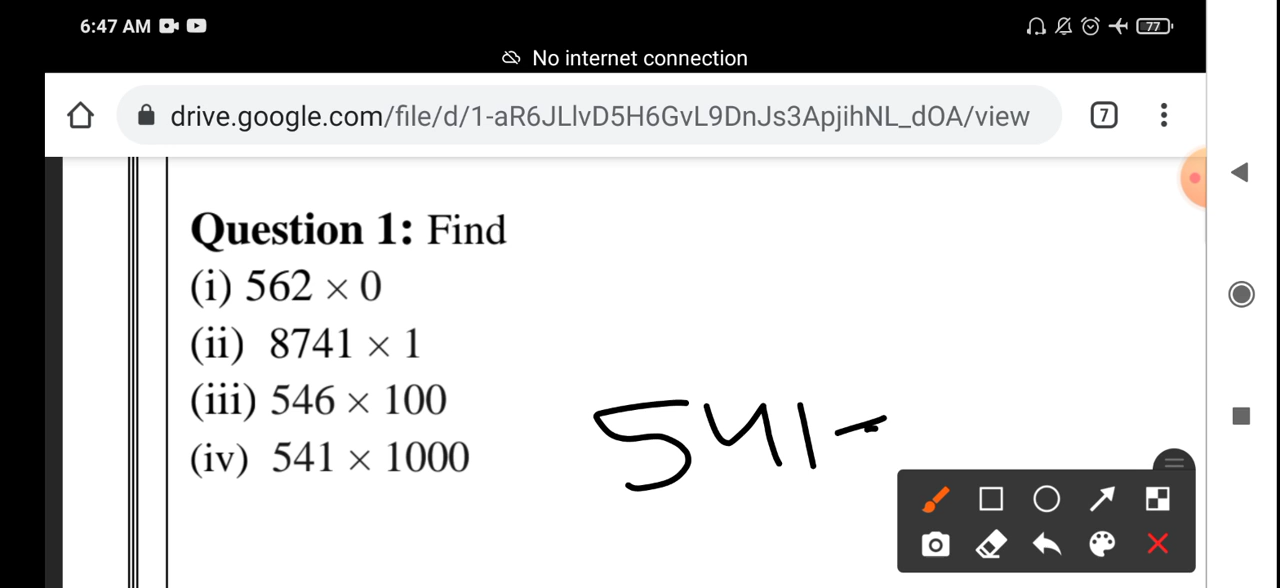 6:47 AM
77
No internet connection
drive.google.com/file/d/1-aR6JLlvD5H6GvL9DnJs3ApjihNL_dOA/view
7
Question 1: Find
(i) 562 × 0
(ii) 8741 × 1
(iii) 546 × 100
(iv) 541 × 1000
541-